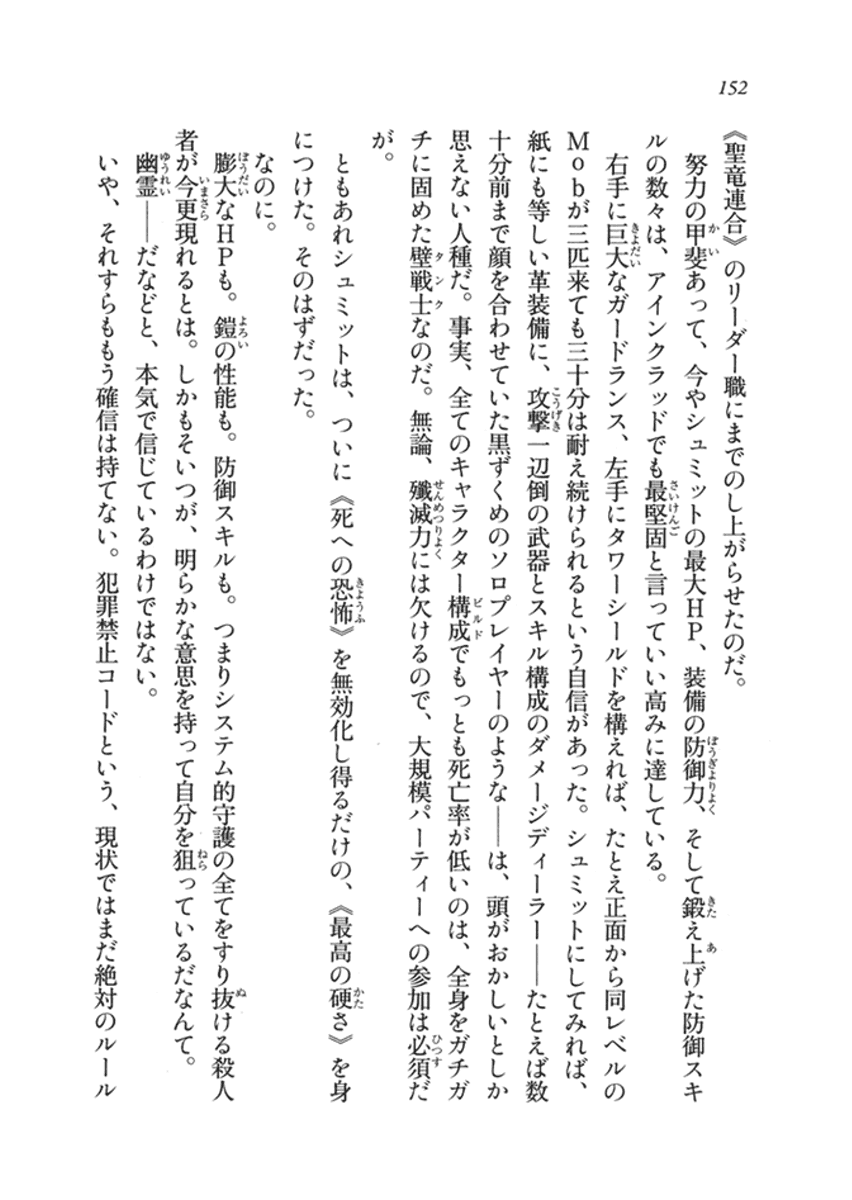 152
《聖竜連合》のリーダー職にまでのし上がらせたのだ。
努力の甲斐あって、今やシュミットの最大HP、装備の防御力、そして鍛え上げた防御スキ
ルの数々は、アインクラッドでも最堅固と言っていい高みに達している。
右手に巨大なガードランス、左手にタワーシールドを構えれば、たとえ正面から同レベルの
Mobが三匹来ても三十分は耐え続けられるという自信があった。シュミットにしてみれば、
紙にも等しい革装備に、攻撃一辺倒の武器とスキル構成のダメージディーラー――たとえば数
十分前まで顔を合わせていた黒ずくめのソロプレイヤーのような――は、頭がおかしいとしか
思えない人種だ。事実、全てのキャラクター構成でもっとも死亡率が低いのは、全身をガチガ
チに固めた壁戦士なのだ。無論、殲滅力には欠けるので、大規模パーティーへの参加は必須だ
が。
ともあれシュミットは、ついに《死への恐怖》を無効化し得るだけの、《最高の硬さ》を身
につけた。そのはずだった。
なのに。
膨大なHPも。鎧の性能も。防御スキルも。つまりシステム的守護の全てをすり抜ける殺人
者が今更現れるとは。しかもそいつが、明らかな意思を持って自分を狙っているだなんて。
幽霊――だなどと、本気で信じているわけではない。
いや、それすらももう確信は持てない。犯罪禁止コードという、現状ではまだ絶対のルール